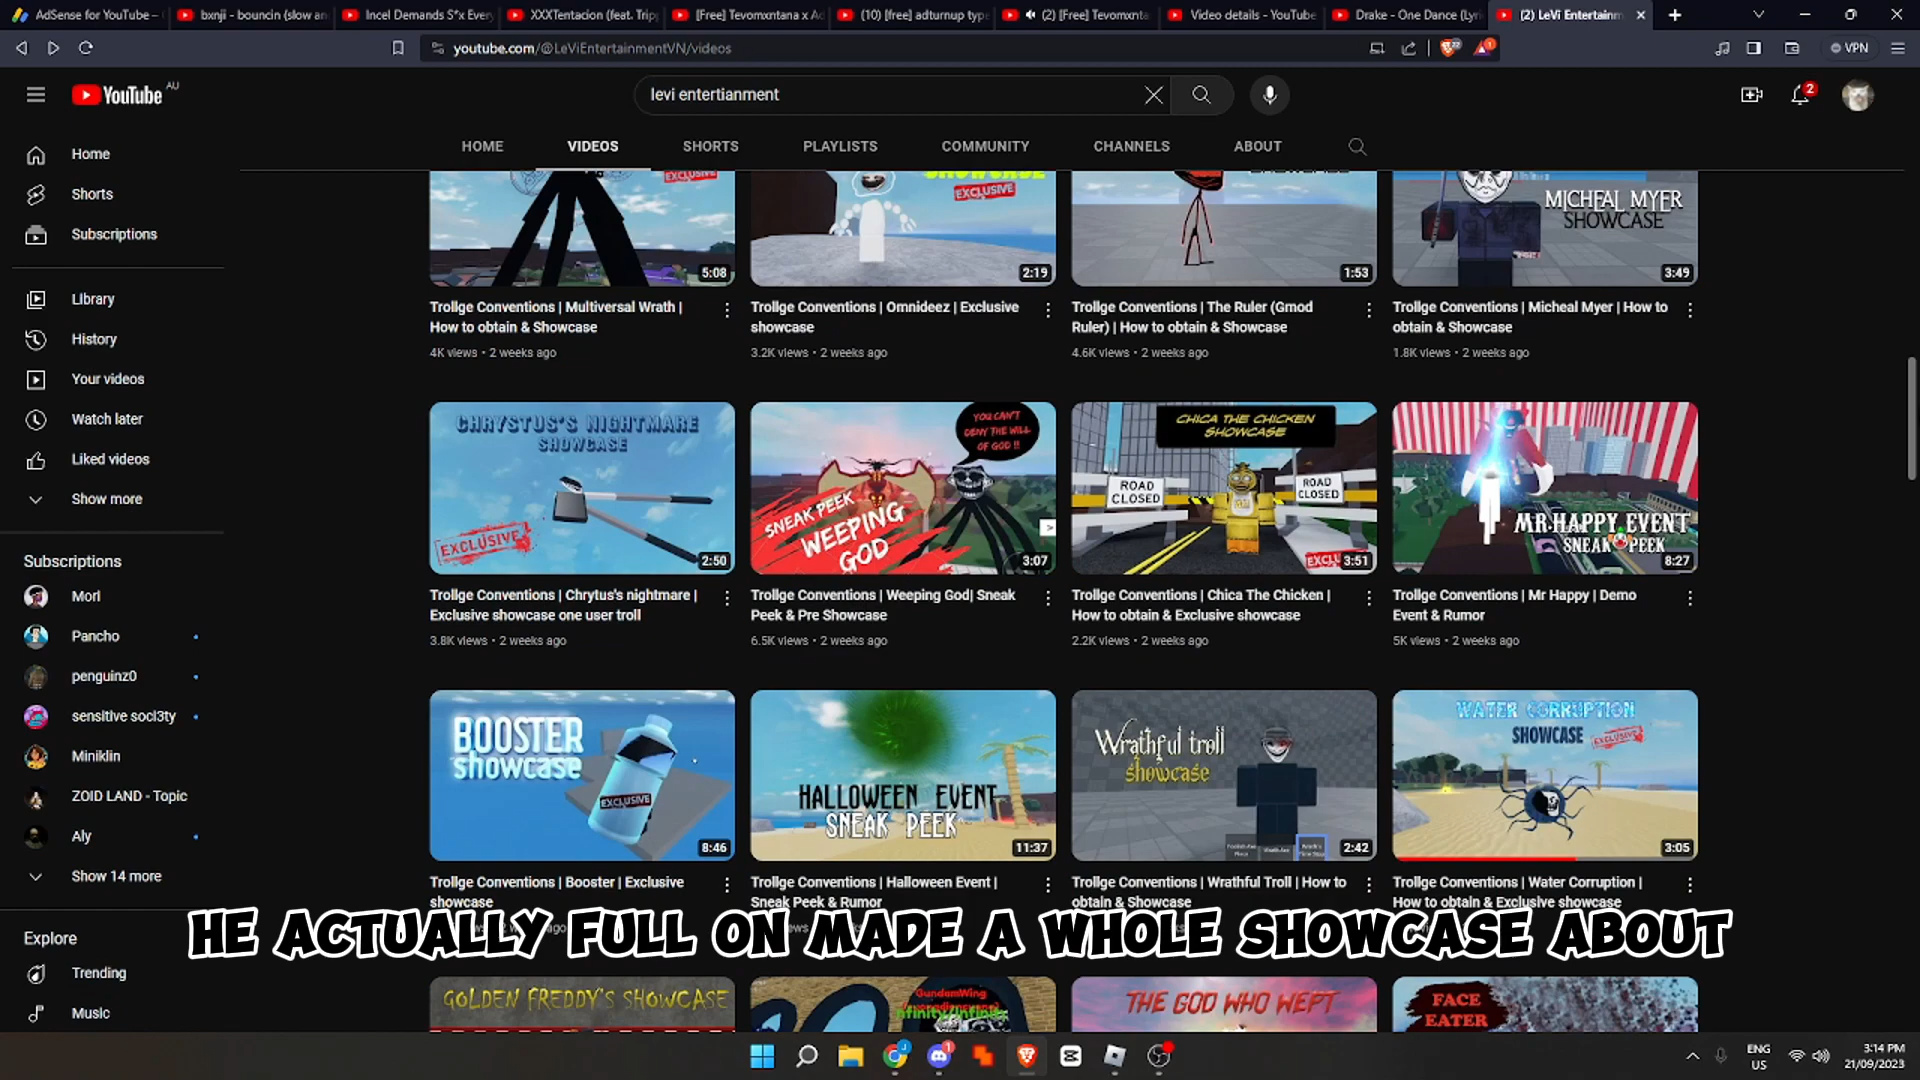 AdSense for YouTube –
bxnji - bouncin (slow an
Incel Demands S*x Every
XXXTentacion (feat. Trip
[Free] Tevomxntana x Ad
(10) [free] adturnup type
(2) [Free] Tevomxnta
Video details - YouTube
Drake - One Dance (Lyri
(2) LeVi Entertainm
youtube.com/@LeViEntertainmentVN/videos
22
1
VPN
YouTube AU
levi entertianment
2
HOME
VIDEOS
SHORTS
PLAYLISTS
COMMUNITY
CHANNELS
ABOUT
Home
Shorts
Subscriptions
Library
History
Your videos
Watch later
Liked videos
Show more
Subscriptions
Mori
Pancho
penguinz0
sensitive soci3ty
Miniklin
ZOID LAND - Topic
Aly
Show 14 more
Explore
Trending
Music
EXCLUSIVE
5:08
Trollge Conventions | Multiversal Wrath |
How to obtain & Showcase
4K views • 2 weeks ago
SHOWCASE
EXCLUSIVE
2:19
Trollge Conventions | Omnideez | Exclusive
showcase
3.2K views • 2 weeks ago
1:53
Trollge Conventions | The Ruler (Gmod
Ruler) | How to obtain & Showcase
4.6K views • 2 weeks ago
MICHEAL MYER
SHOWCASE
3:49
Trollge Conventions | Micheal Myer | How to
obtain & Showcase
1.8K views • 2 weeks ago
CHRYSTUS'S NIGHTMARE
SHOWCASE
EXCLUSIVE
2:50
Trollge Conventions | Chrytus's nightmare |
Exclusive showcase one user troll
3.8K views • 2 weeks ago
YOU CAN'T
DENY THE WILL
OF GOD !!
SNEAK PEEK
WEEPING
GOD
3:07
Trollge Conventions | Weeping God| Sneak
Peek & Pre Showcase
6.5K views • 2 weeks ago
CHICA THE CHICKEN
SHOWCASE
ROAD
CLOSED
ROAD
CLOSED
EXCLU
3:51
Trollge Conventions | Chica The Chicken |
How to obtain & Exclusive showcase
2.2K views • 2 weeks ago
MR.HAPPY EVENT
SNEAK PEEK
8:27
Trollge Conventions | Mr Happy | Demo
Event & Rumor
5K views • 2 weeks ago
BOOSTER
showcase
EXCLUSIVE
8:46
Trollge Conventions | Booster | Exclusive
showcase
HALLOWEEN EVENT
SNEAK PEEK
11:37
Trollge Conventions | Halloween Event |
Sneak Peek & Rumor
Wrathful troll
showcase
2:42
Trollge Conventions | Wrathful Troll | How to
obtain & Showcase
WATER CORRUPTION
SHOWCASE
EXCLUSIVE
3:05
Trollge Conventions | Water Corruption |
How to obtain & Exclusive showcase
HE ACTUALLY FULL ON MADE A WHOLE SHOWCASE ABOUT
GOLDEN FREDDY'S SHOWCASE
GundamWing
nfinity/Infinity
THE GOD WHO WEPT
FACE
EATER
ENG
US
3:14 PM
21/09/2023